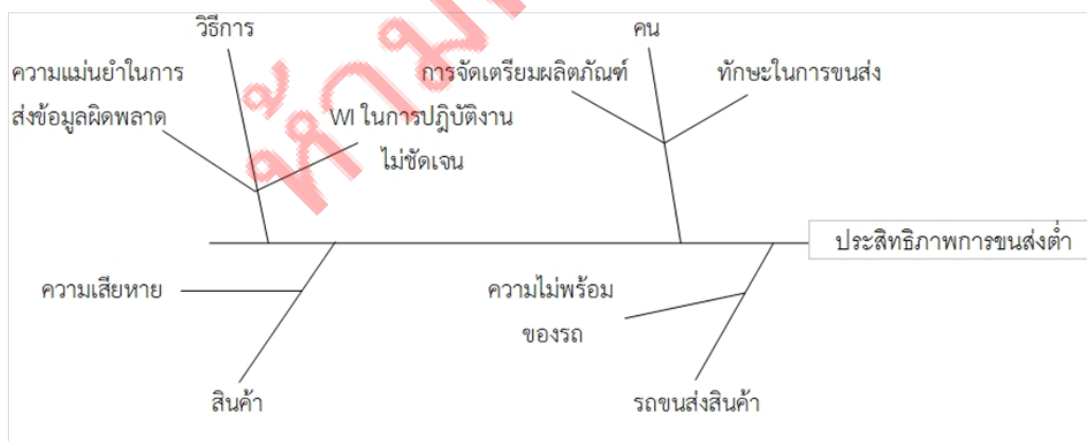 วิธีการ
คน
ความแม่นยำในการ
ส่งข้อมูลผิดพลาด
WI ในการปฏิบัติงาน
ไม่ชัดเจน
การจัดเตรียมผลิตภัณฑ์
ทักษะในการขนส่ง
ประสิทธิภาพการขนส่งต่ำ
ความเสียหาย
ความไม่พร้อม
ของรถ
สินค้า
รถขนส่งสินค้า